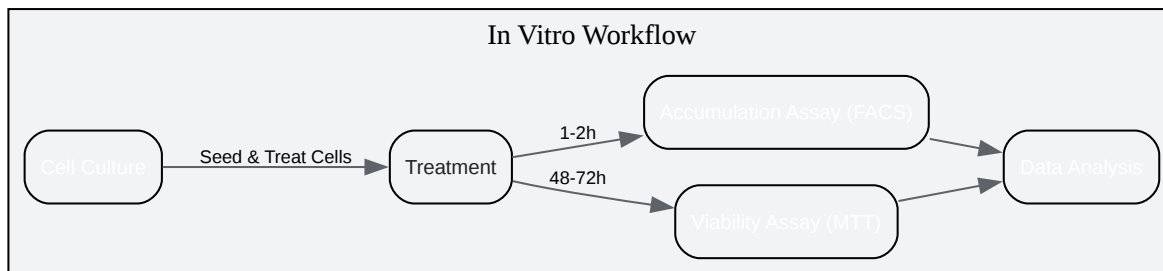 In Vitro Workflow
Cell Culture
Seed & Treat Cells
Treatment
1-2h
Accumulation Assay (FACS)
48-72h
Viability Assay (MTT)
Data Analysis